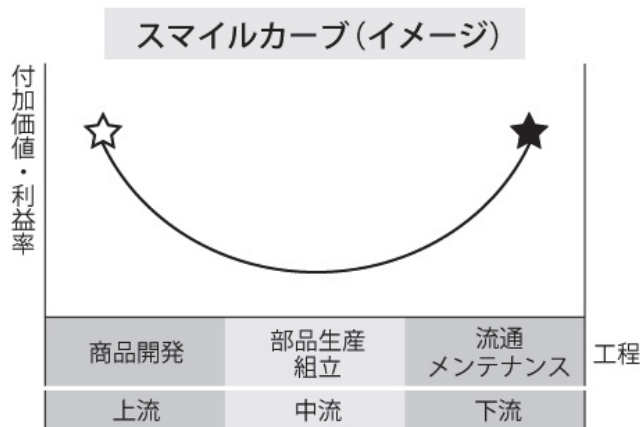 スマイルカーブ（イメージ）
付加価値・利益率
商品開発
部品生産
組立
流通
メンテナンス
工程
上流
中流
下流